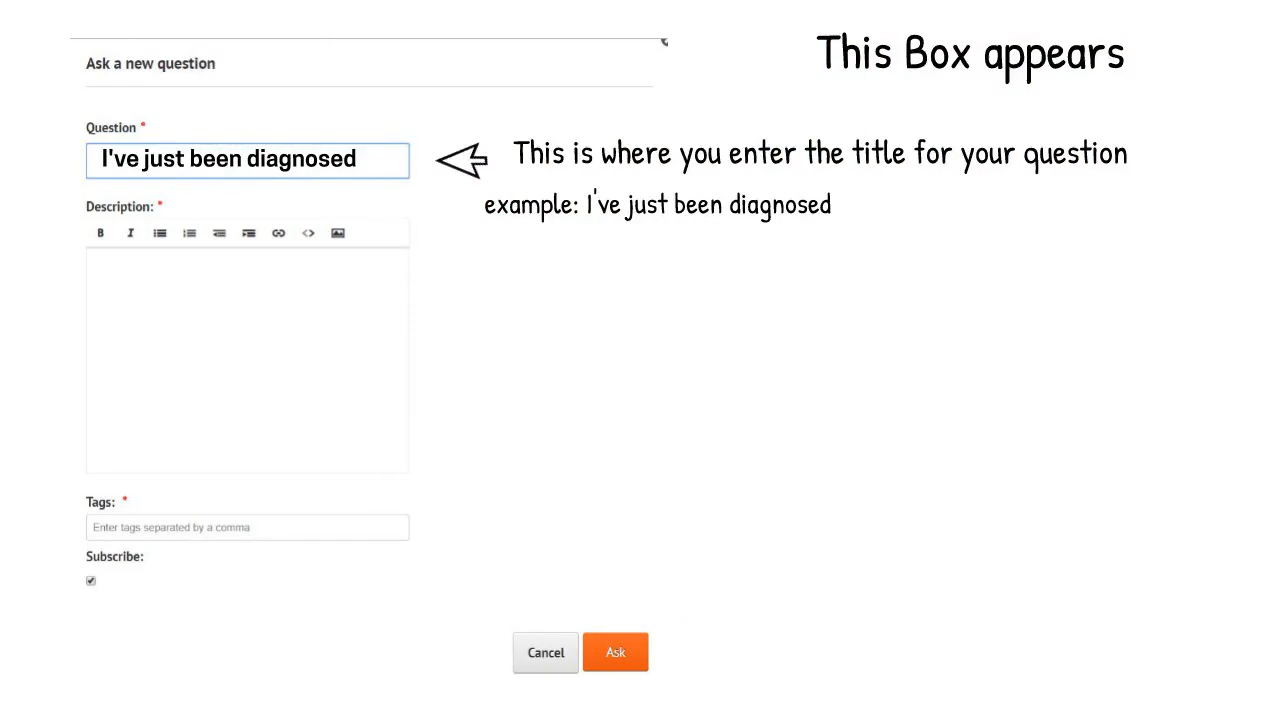 This Box appears
Ask a new question
Question *
I've just been diagnosed
This is where you enter the title for your question
example: I've just been diagnosed
Description: *
B I
Tags: *
Enter tags separated by a comma
Subscribe:
Cancel Ask